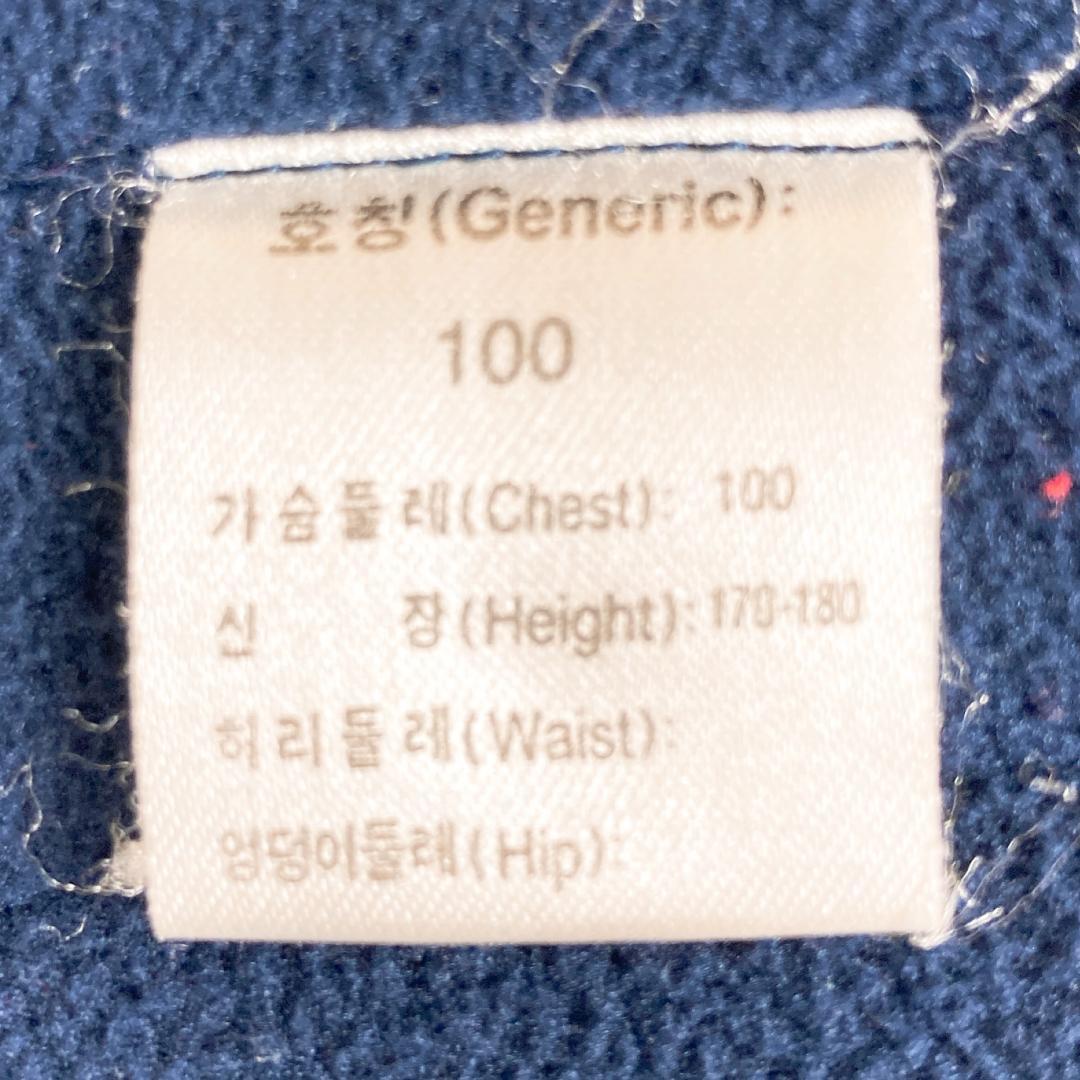 호칭(Generic):
100
가슴둘레(Chest): 100
신 장(Height): 170-180
허리둘레(Waist):
엉덩이둘레(Hip):